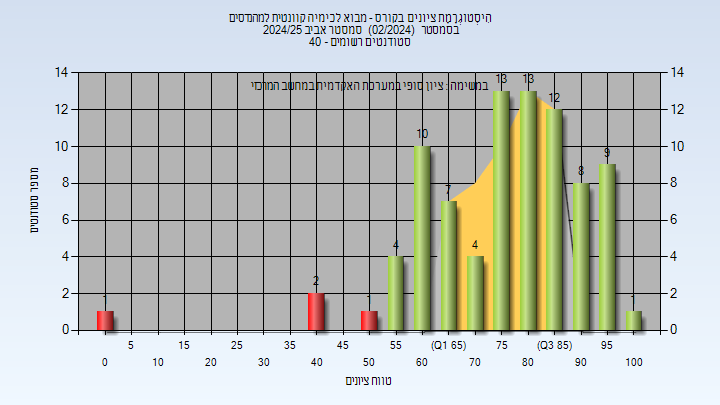 היסטוגרמת ציונים בקורס - מבוא לכימיה קוונטית למהנדסים
בסמסטר (02/2024) סמסטר אביב 2024/25
סטודנטים רשומים - 40
במשימה : ציון סופי במערכת האקדמית במחשב המרכזי
מספר סטודנטים
14 12 10 8 6 4 2 0
14 12 10 8 6 4 2 0
1 2 1 4 10 7 4 13 13 12 8 9 1
5 15 25 35 45 55 (Q1 65) 75 (Q3 85) 95
0 10 20 30 40 50 60 70 80 90 100
טווח ציונים